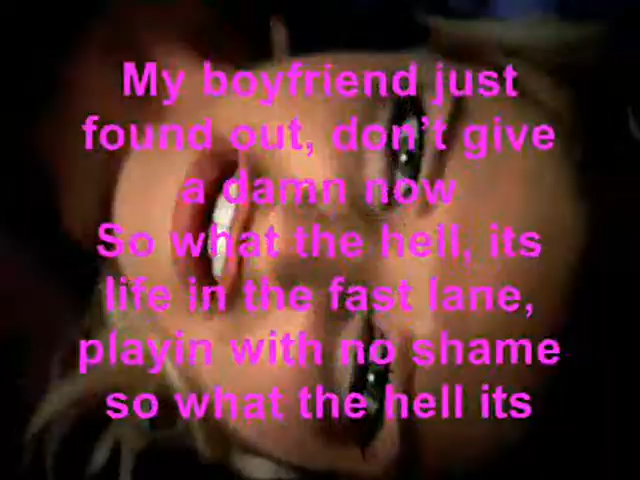 My boyfriend just
found out, don't give
a damn now
So what the hell, its
life in the fast lane,
playin with no shame
so what the hell its